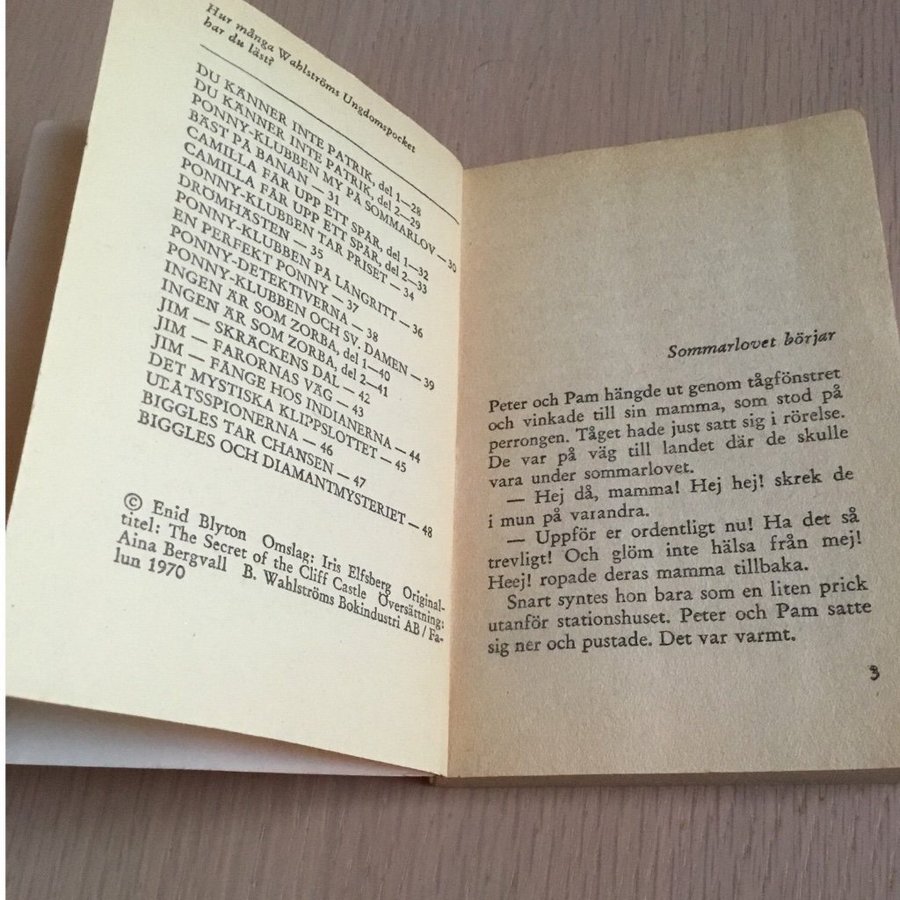 Hur många Wahlströms Ungdomspocket
har du läst?
DU KÄNNER INTE PATRIK, del 1—28
DU KÄNNER INTE PATRIK, del 2—29
PONNY-KLUBBEN MY PÅ SOMMARLOV — 30
BÄST PÅ BANAN — 31
CAMILLA FÅR UPP ETT SPÅR, del 1—32
CAMILLA FÅR UPP ETT SPÅR, del 2—33
PONNY-KLUBBEN TAR PRISET — 34
DRÖMHÄSTEN — 35
PONNY-KLUBBEN PÅ LÅNGRITT — 36
EN PERFEKT PONNY — 37
PONNY-DETEKTIVERNA — 38
PONNY-KLUBBEN OCH SV. DAMEN — 39
INGEN ÄR SOM ZORBA, del 1—40
INGEN ÄR SOM ZORBA, del 2—41
JIM — SKRÄCKENS DAL — 42
JIM — FARORNAS VÄG — 43
JIM — FÅNGE HOS INDIANERNA — 44
DET MYSTISKA KLIPPSLOTTET — 45
UBÅTSSPIONERNA — 46
BIGGLES TAR CHANSEN — 47
BIGGLES OCH DIAMANTMYSTERIET — 48
© Enid Blyton Omslag: Iris Elfsberg Original-
titel: The Secret of the Cliff Castle Översättning:
Aina Bergvall B. Wahlströms Bokindustri AB/Fa-
lun 1970
Sommarlovet börjar
Peter och Pam hängde ut genom tågfönstret
och vinkade till sin mamma, som stod på
perrongen. Tåget hade just satt sig i rörelse.
De var på väg till landet där de skulle
vara under sommarlovet.
— Hej då, mamma! Hej hej! skrek de
i mun på varandra.
— Uppför er ordentligt nu! Ha det så
trevligt! Och glöm inte hälsa från mej!
Heej! ropade deras mamma tillbaka.
Snart syntes hon bara som en liten prick
utanför stationshuset. Peter och Pam satte
sig ner och pustade. Det var varmt.
3